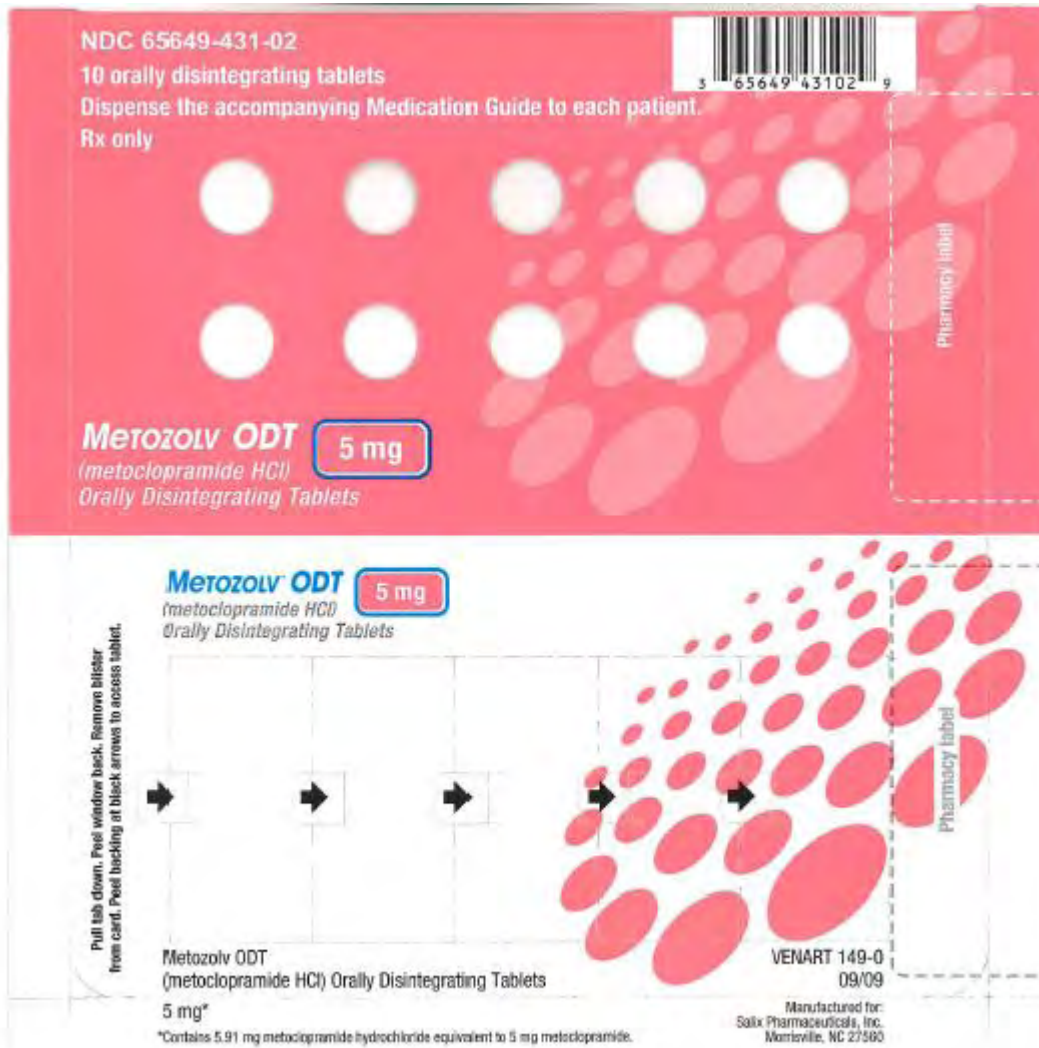 NDC 65649-431-02
10 orally disintegrating tablets
Dispense the accompanying Medication Guide to each patient.
Rx only
3 65649 43102 9
Pharmacy label
METOZOLV ODT
5 mg
(metoclopramide HCl)
Orally Disintegrating Tablets
METOZOLV ODT
5 mg
(metoclopramide HCl)
Orally Disintegrating Tablets
Pull tab down. Peel window back. Remove blister
from card. Peel backing at black arrows to access tablet.
Pharmacy label
Metozolv ODT
(metoclopramide HCl) Orally Disintegrating Tablets
5 mg*
*Contains 5.91 mg metoclopramide hydrochloride equivalent to 5 mg metoclopramide.
VENART 149-0
09/09
Manufactured for:
Salix Pharmaceuticals, Inc.
Morrisville, NC 27560